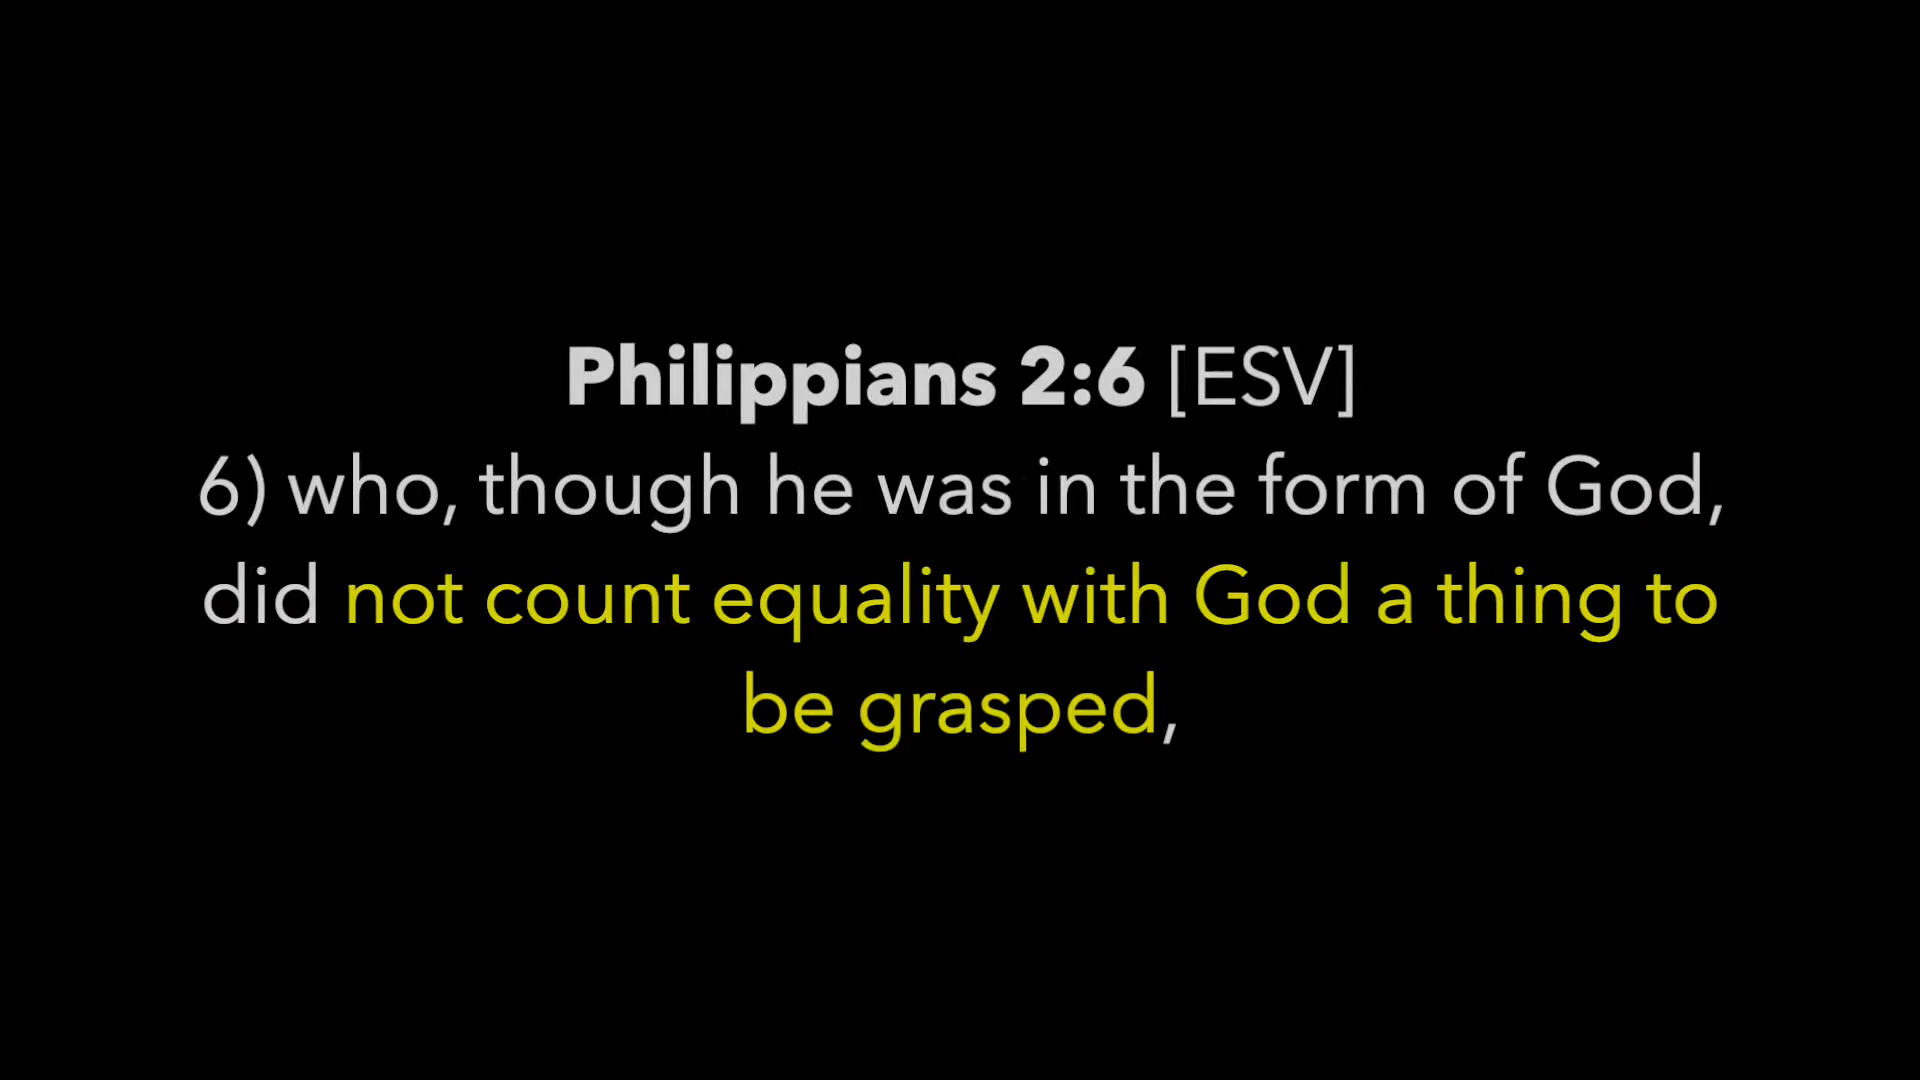 Philippians 2:6 [ESV]
6) who, though he was in the form of God,
did not count equality with God a thing to
be grasped,